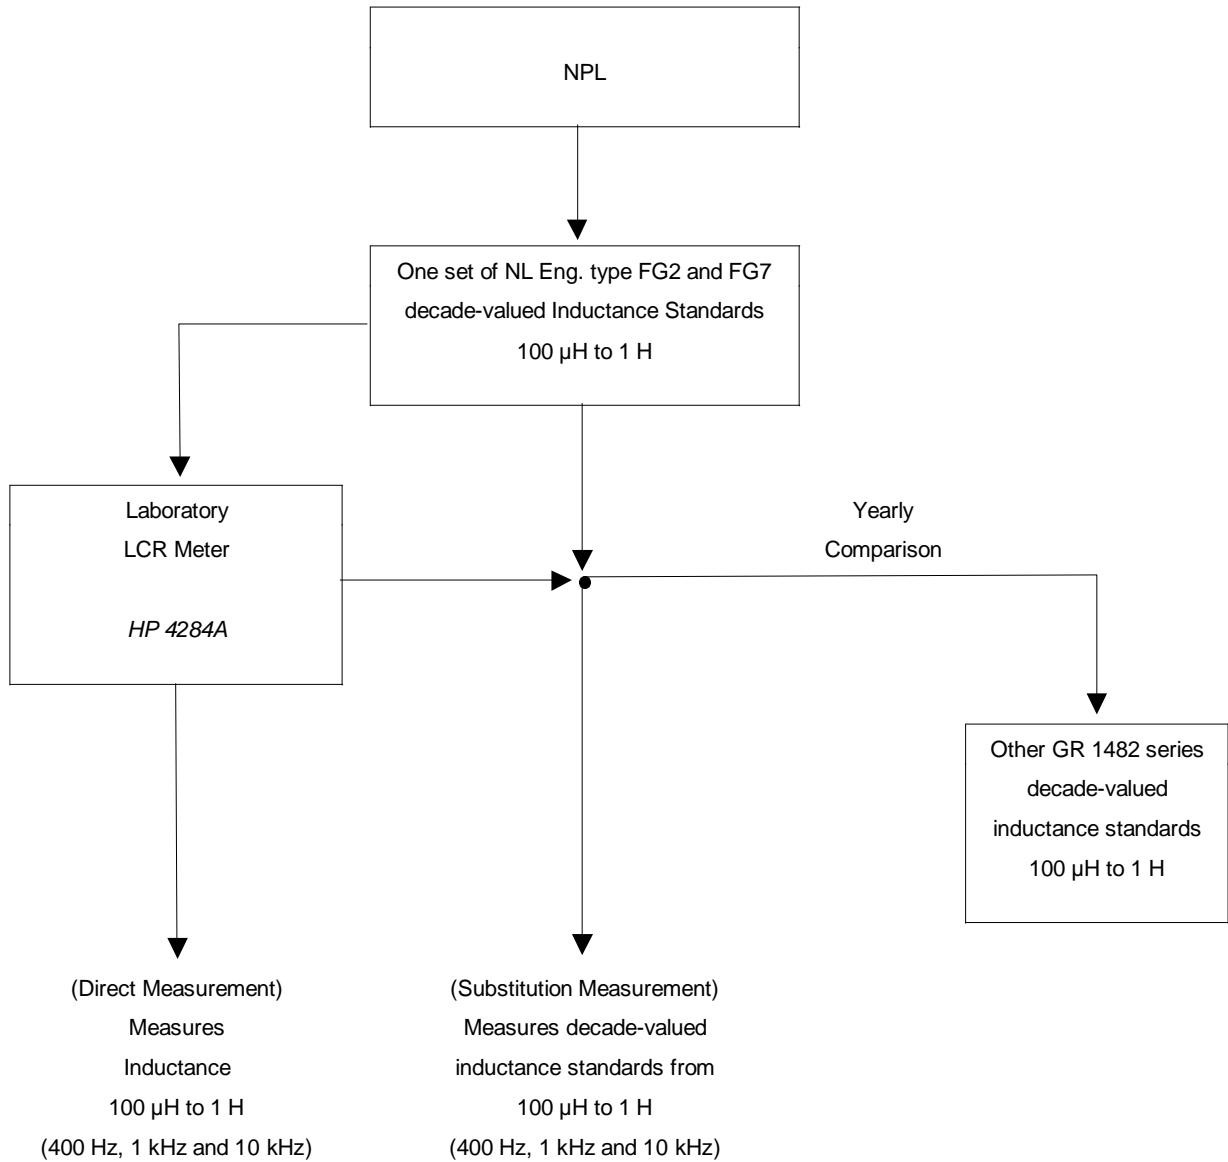 NPL
One set of NL Eng. type FG2 and FG7
decade-valued Inductance Standards
100 µH to 1 H
Laboratory
LCR Meter
HP 4284A
Yearly
Comparison
Other GR 1482 series
decade-valued
inductance standards
100 µH to 1 H
(Direct Measurement)
Measures
Inductance
100 µH to 1 H
(400 Hz, 1 kHz and 10 kHz)
(Substitution Measurement)
Measures decade-valued
inductance standards from
100 µH to 1 H
(400 Hz, 1 kHz and 10 kHz)